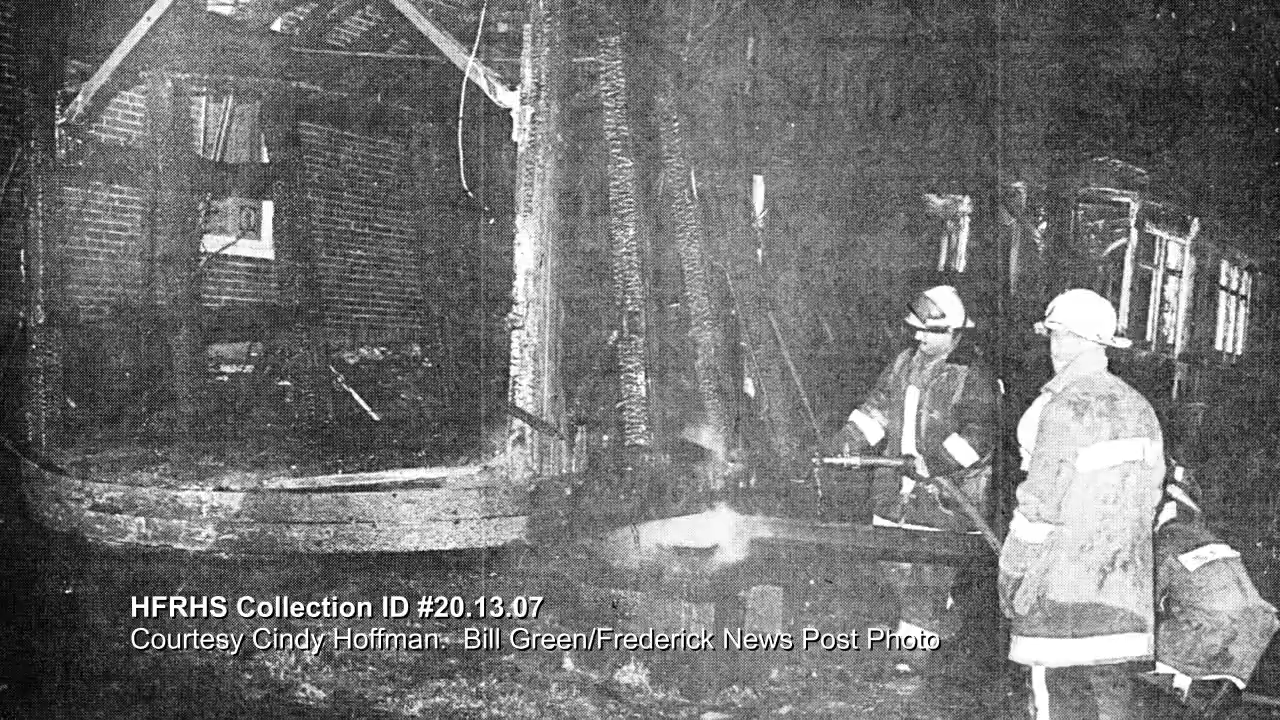 HFRHS Collection ID #20.13.07
Courtesy Cindy Hoffman.  Bill Green/Frederick News Post Photo